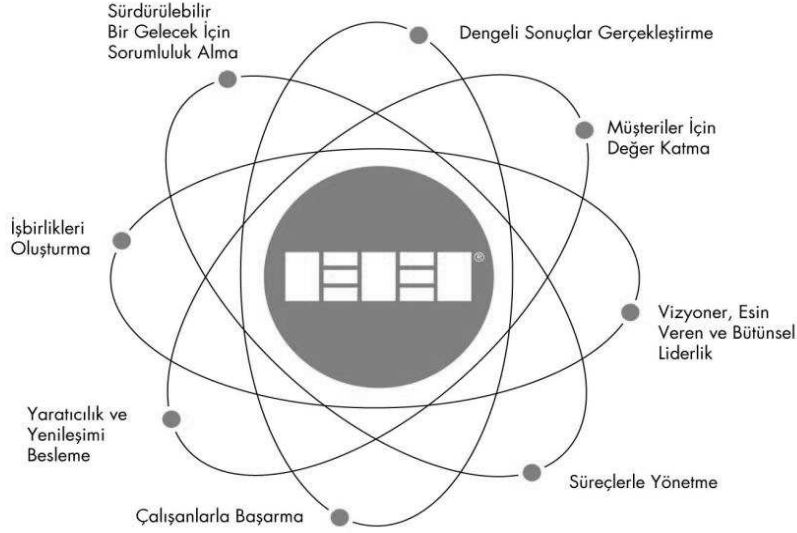 Sürdürülebilir
Bir Gelecek İçin
Sorumluluk Alma
Dengeli Sonuçlar Gerçekleştirme
Müşteriler İçin
Değer Katma
İşbirlikleri
Oluşturma
®
Vizyoner, Esin
Veren ve Bütünsel
Liderlik
Yaratıcılık ve
Yenileşimi
Besleme
Süreçlerle Yönetme
Çalışanlarla Başarma